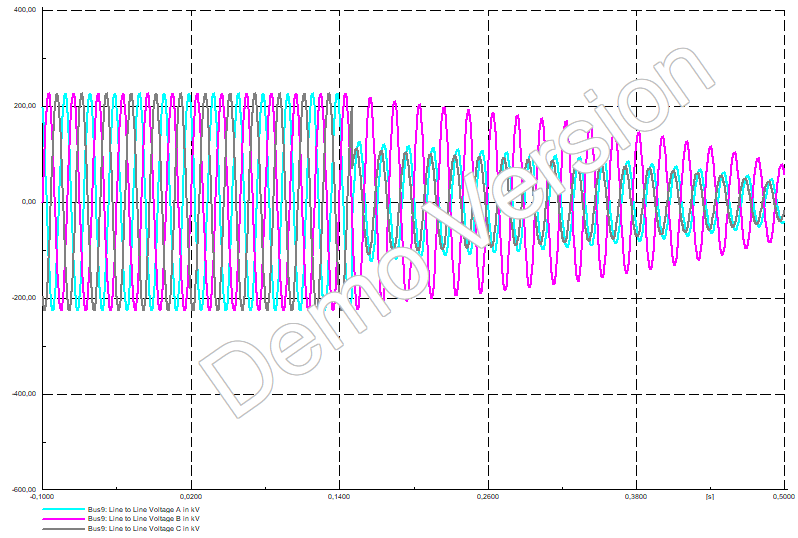 400.00
200.00
0.00
-200.00
-400.00
-600.00
-0,1000 0,0200 0,1400 0,2600 0,3800 [s] 0,5000
Demo Version
Bus9: Line to Line Voltage A in kV
Bus9: Line to Line Voltage B in kV
Bus9: Line to Line Voltage C in kV